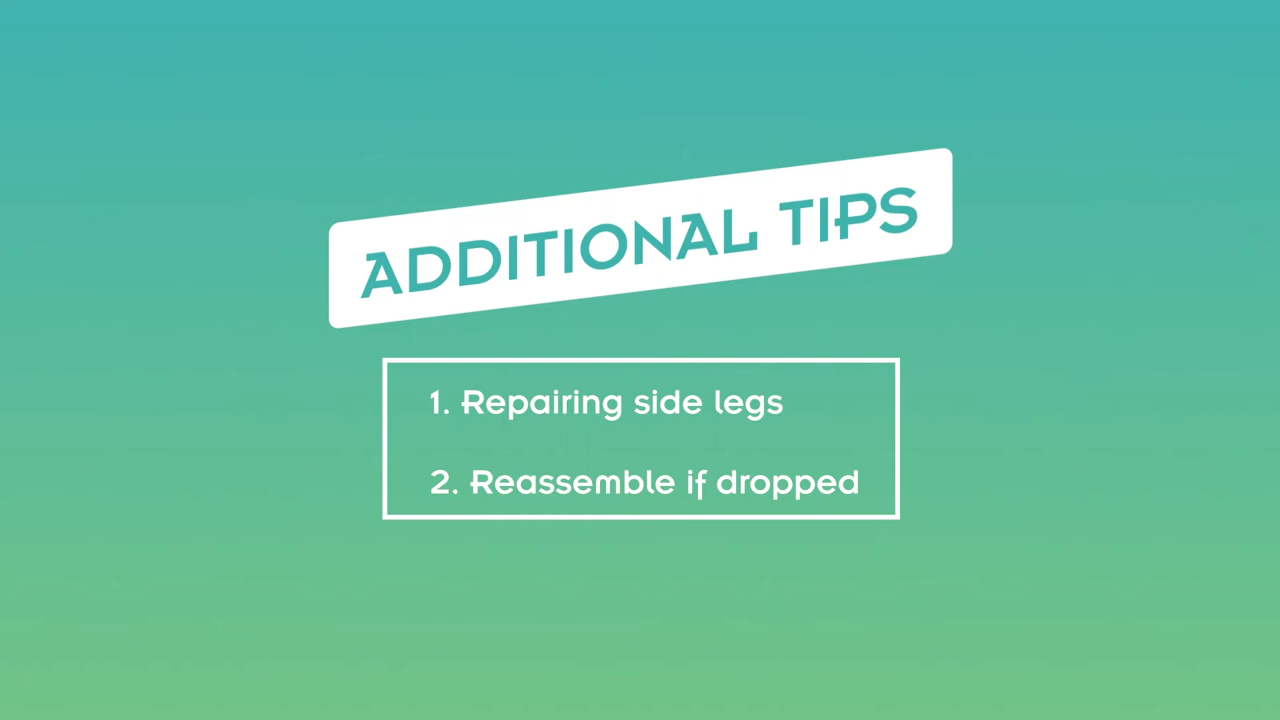 ADDITIONAL TIPS
1. Repairing side legs
2. Reassemble if dropped